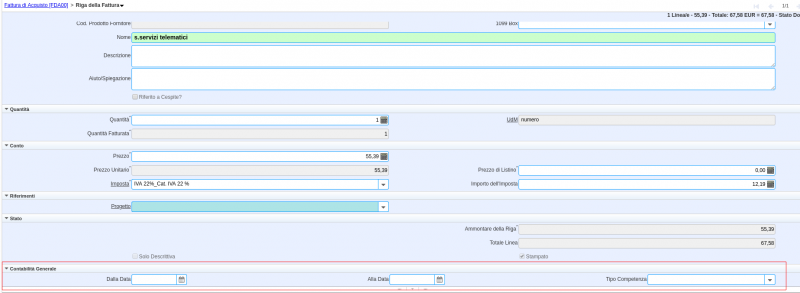 Fattura di Acquisto [FDA00] > Riga della Fattura
1/1
1 Lineale - 55,39 - Totale: 67,58 EUR = 67,58 - Stato Do
Cod. Prodotto Fornitore
1099 Box
Nome s.servizi telematici
Descrizione
Aiuto/Spiegazione
Riferito a Cospite?
Quantità
Quantità 1 UdM numero
Quantità Fatturata 1
Costo
Prezzo 55,39
Prezzo Unitario 55,39 Prezzo di Listino 0,00
Imposta IVA 22%_Cat. IVA 22 % Importo dell'Imposta 12,19
Riferimenti
Progetto
Stato
Ammontare della Riga 55,39
Totale Linea 67,58
Solo Descrittiva Stampato
Contabilità Generale
Dalla Data Alla Data Tipo Competenza